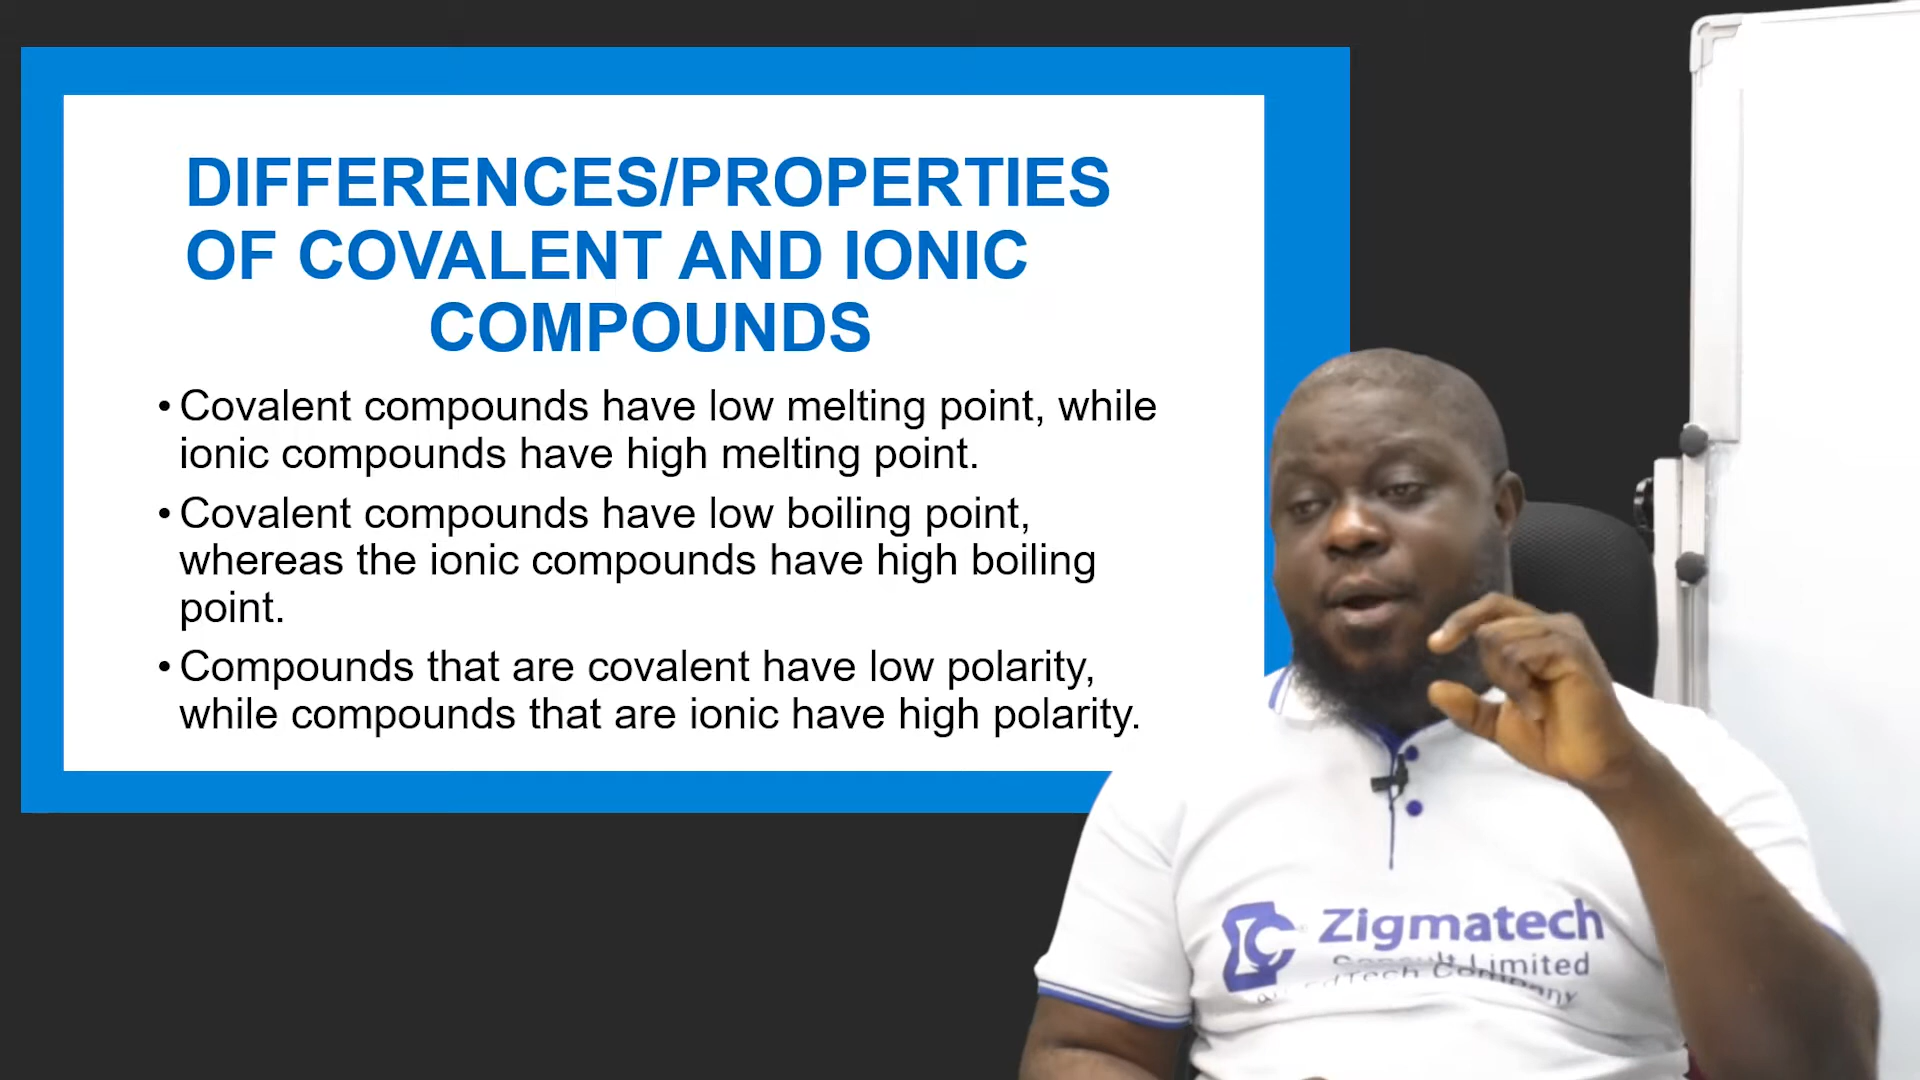 DIFFERENCES/PROPERTIES
OF COVALENT AND IONIC
COMPOUNDS
• Covalent compounds have low melting point, while
ionic compounds have high melting point.
• Covalent compounds have low boiling point,
whereas the ionic compounds have high boiling
point.
• Compounds that are covalent have low polarity,
while compounds that are ionic have high polarity.
Zigmatech
Limited
Company